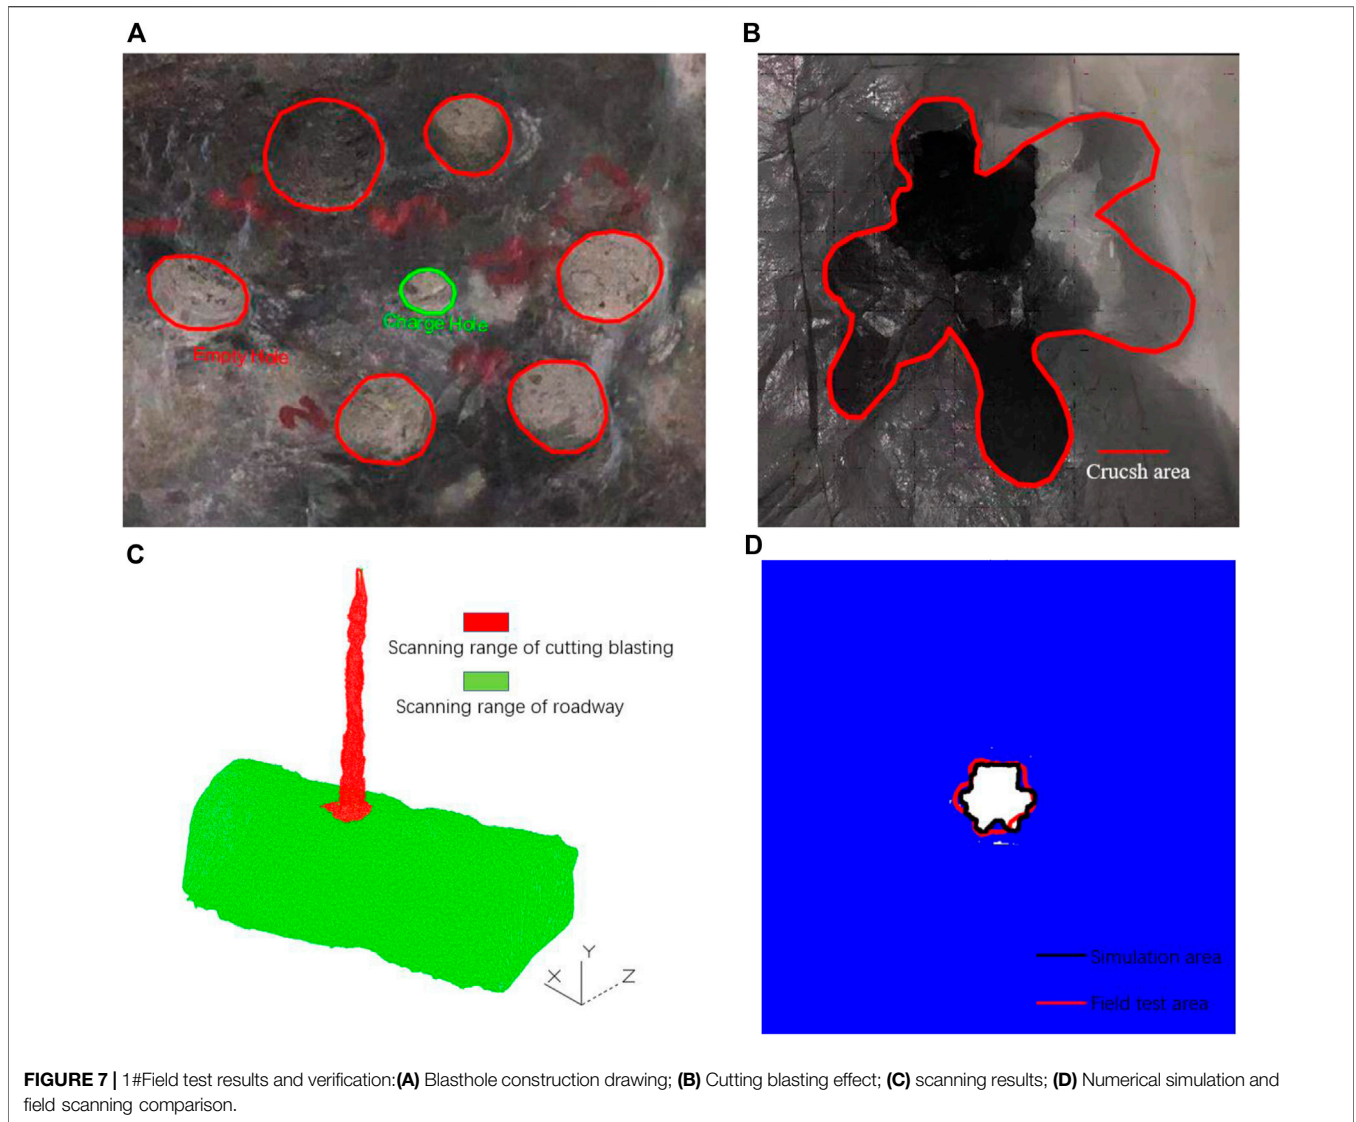 A
B
Charge Hole
Empty Hole
2
Crucsh area
C
D
Scanning range of cutting blasting
Scanning range of roadway
Y
X
Z
Simulation area
Field test area
FIGURE 7 | 1#Field test results and verification:(A) Blasthole construction drawing; (B) Cutting blasting effect; (C) scanning results; (D) Numerical simulation and
field scanning comparison.